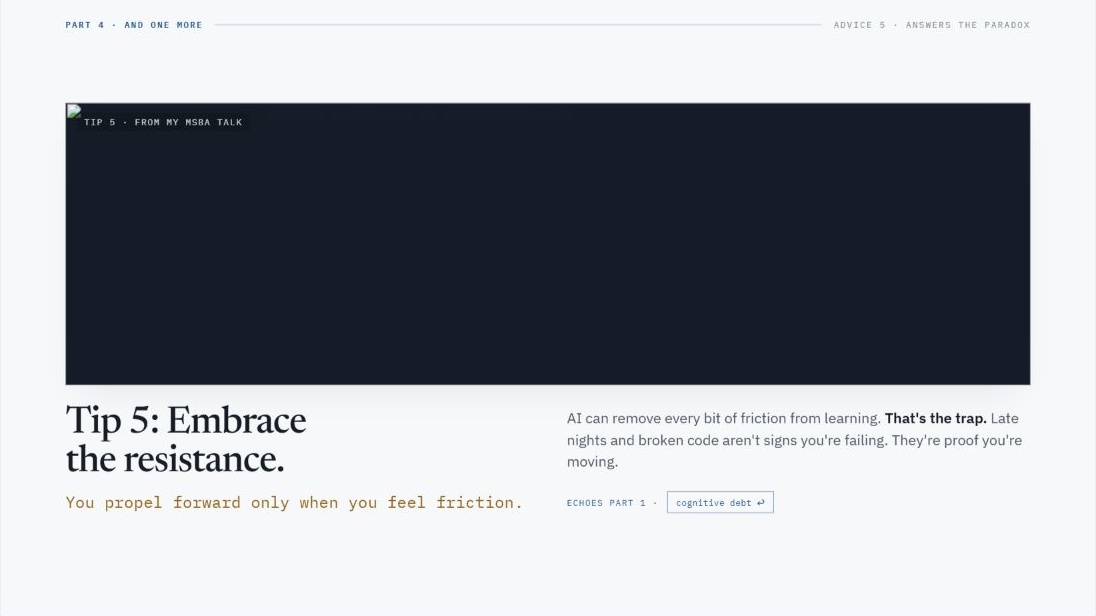 PART 4 · AND ONE MORE
ADVICE 5 · ANSWERS THE PARADOX
TIP 5 · FROM MY MSBA TALK
Tip 5: Embrace
the resistance.
You propel forward only when you feel friction.
AI can remove every bit of friction from learning. That's the trap. Late
nights and broken code aren't signs you're failing. They're proof you're
moving.
ECHOES PART 1 ·
cognitive debt ↩